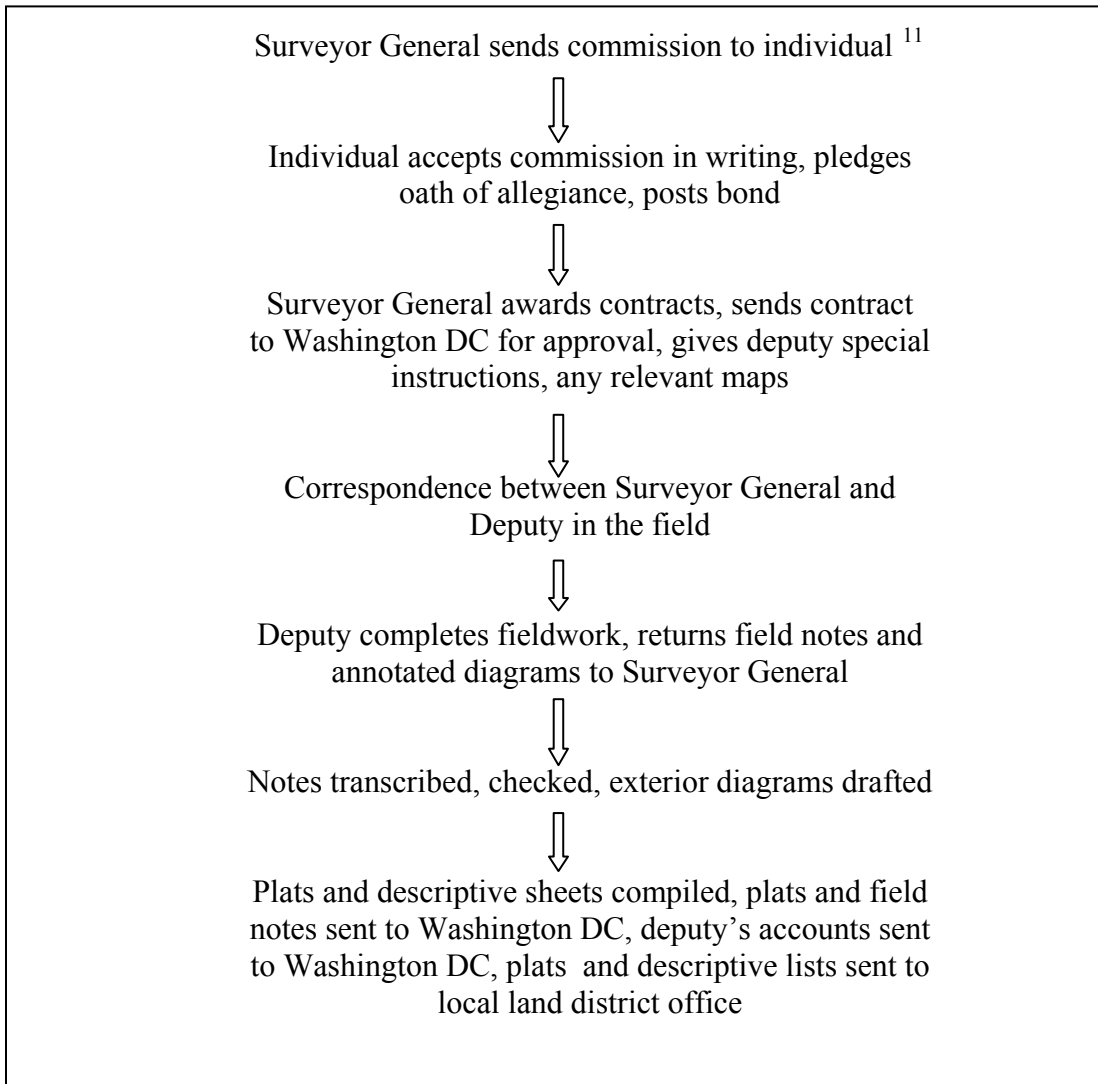 Surveyor General sends commission to individual 11
Individual accepts commission in writing, pledges
oath of allegiance, posts bond
Surveyor General awards contracts, sends contract
to Washington DC for approval, gives deputy special
instructions, any relevant maps
Correspondence between Surveyor General and
Deputy in the field
Deputy completes fieldwork, returns field notes and
annotated diagrams to Surveyor General
Notes transcribed, checked, exterior diagrams drafted
Plats and descriptive sheets compiled, plats and field
notes sent to Washington DC, deputy’s accounts sent
to Washington DC, plats and descriptive lists sent to
local land district office